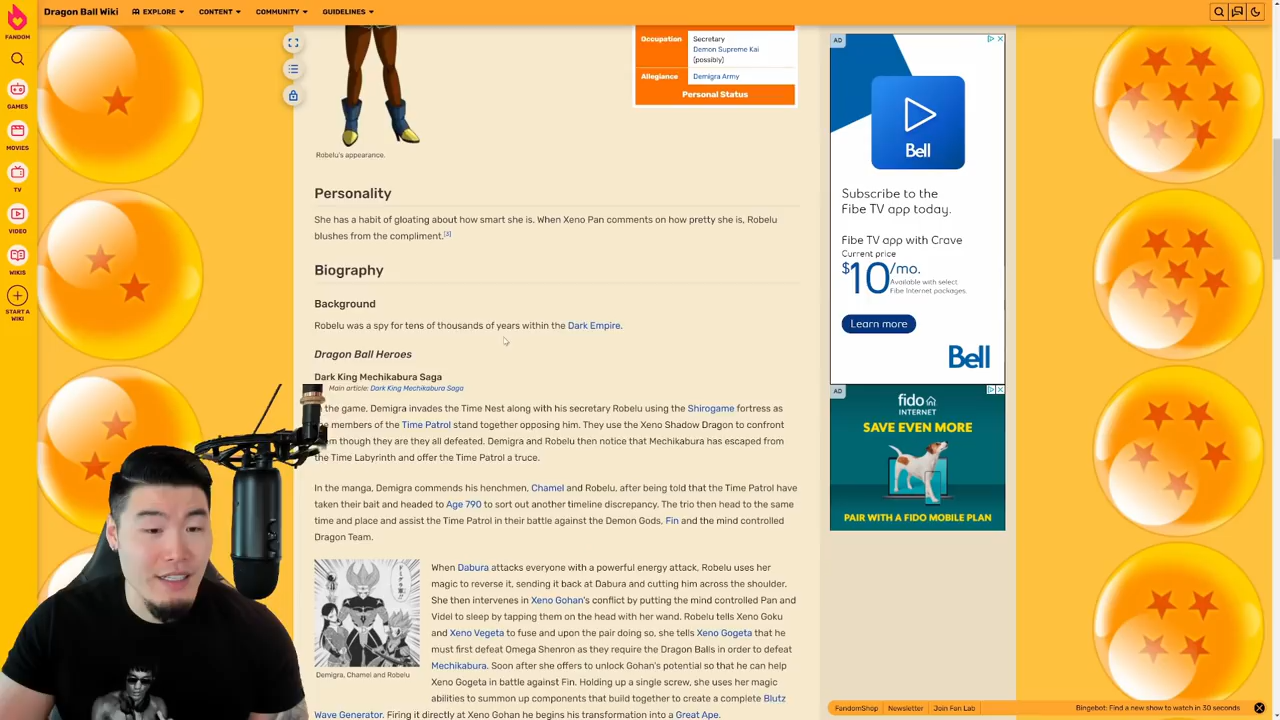 FANDOM
Dragon Ball Wiki
EXPLORE
CONTENT
COMMUNITY
GUIDELINES
GAMES
MOVIES
TV
VIDEO
WIKIS
START A
WIKI
Robelu's appearance.
Occupation
Secretary
Demon Supreme Kai
(possibly)
Allegiance
Demigra Army
Personal Status
Personality
She has a habit of gloating about how smart she is. When Xeno Pan comments on how pretty she is, Robelu
blushes from the compliment.[3]
Biography
Background
Robelu was a spy for tens of thousands of years within the Dark Empire.
Dragon Ball Heroes
Dark King Mechikabura Saga
Main article: Dark King Mechikabura Saga
the game, Demigra invades the Time Nest along with his secretary Robelu using the Shirogame fortress as
members of the Time Patrol stand together opposing him. They use the Xeno Shadow Dragon to confront
though they are they all defeated. Demigra and Robelu then notice that Mechikabura has escaped from
the Time Labyrinth and offer the Time Patrol a truce.
In the manga, Demigra commends his henchmen, Chamel and Robelu, after being told that the Time Patrol have
taken their bait and headed to Age 790 to sort out another timeline discrepancy. The trio then head to the same
time and place and assist the Time Patrol in their battle against the Demon Gods, Fin and the mind controlled
Dragon Team.
When Dabura attacks everyone with a powerful energy attack, Robelu uses her
magic to reverse it, sending it back at Dabura and cutting him across the shoulder.
She then intervenes in Xeno Gohan's conflict by putting the mind controlled Pan and
Videl to sleep by tapping them on the head with her wand. Robelu tells Xeno Goku
and Xeno Vegeta to fuse and upon the pair doing so, she tells Xeno Gogeta that he
must first defeat Omega Shenron as they require the Dragon Balls in order to defeat
Mechikabura. Soon after she offers to unlock Gohan's potential so that he can help
Xeno Gogeta in battle against Fin. Holding up a single screw, she uses her magic
abilities to summon up components that build together to create a complete Blutz
Wave Generator. Firing it directly at Xeno Gohan he begins his transformation into a Great Ape.
Demigra, Chamel and Robelu
AD
Bell
Subscribe to the
Fibe TV app today.
Fibe TV app with Crave
Current price
$10/mo.
Available with select
Fibe Internet packages.
Learn more
Bell
AD
fido
INTERNET
SAVE EVEN MORE
PAIR WITH A FIDO MOBILE PLAN
FandomShop
Newsletter
Join Fan Lab
Bingebot: Find a new show to watch in 30 seconds